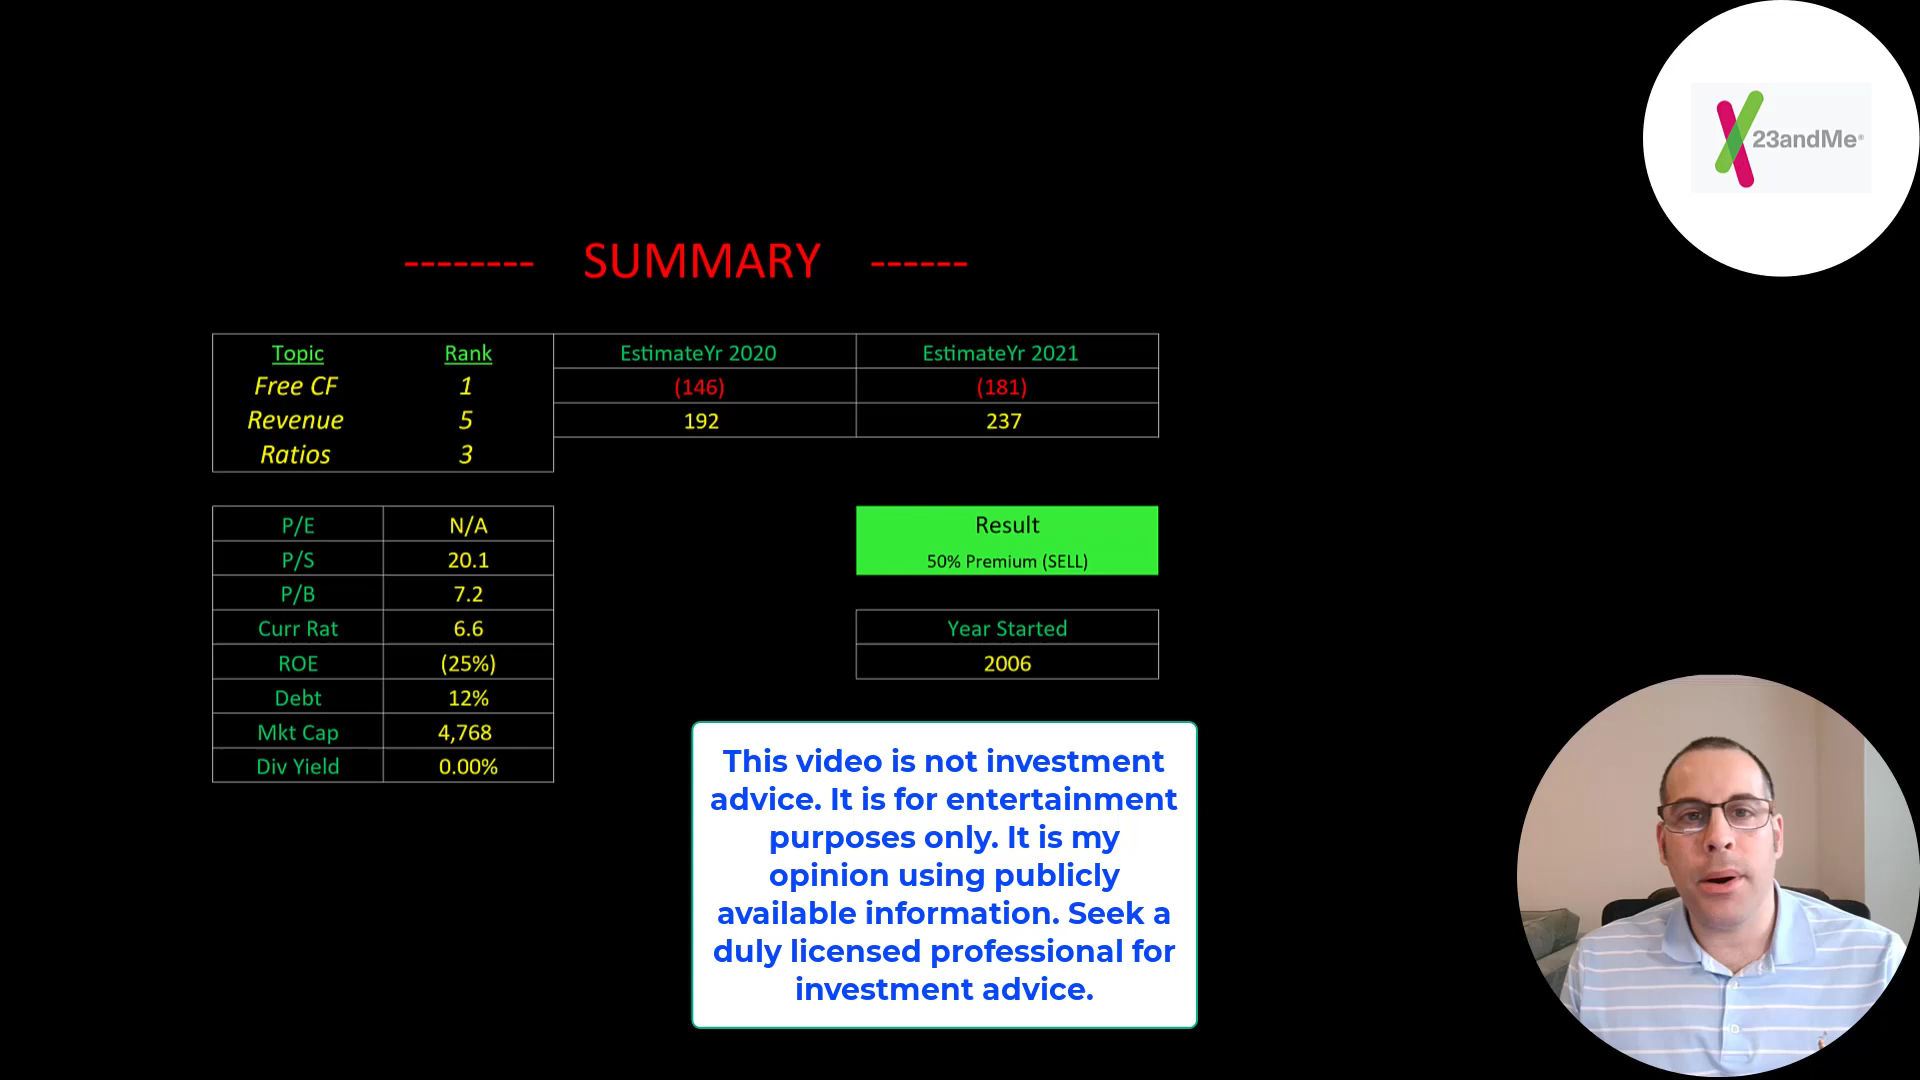 23andMe®
-------- SUMMARY ------
Topic Rank EstimateYr 2020 EstimateYr 2021
Free CF 1 (146) (181)
Revenue 5 192 237
Ratios 3
P/E N/A
P/S 20.1
P/B 7.2
Curr Rat 6.6
ROE (25%)
Debt 12%
Mkt Cap 4,768
Div Yield 0.00%
Result
50% Premium (SELL)
Year Started
2006
This video is not investment
advice. It is for entertainment
purposes only. It is my
opinion using publicly
available information. Seek a
duly licensed professional for
investment advice.